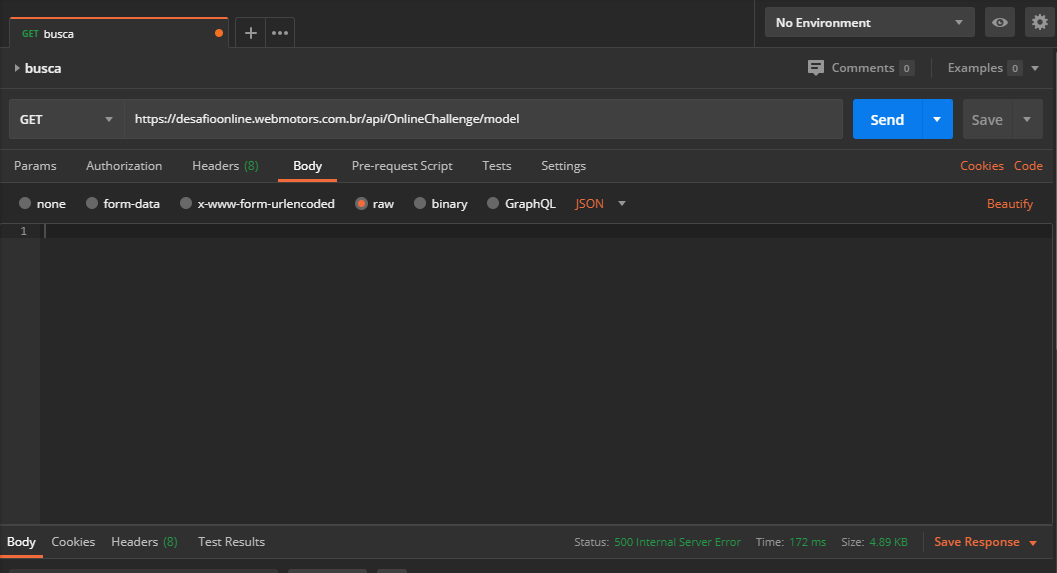 GET busca
No Environment
busca
Comments 0
Examples 0
GET
https://desafioonline.webmotors.com.br/api/OnlineChallenge/model
Send
Save
Params Authorization Headers (8) Body Pre-request Script Tests Settings Cookies Code
none form-data x-www-form-urlencoded raw binary GraphQL JSON Beautify
1
Body Cookies Headers (8) Test Results Status: 500 Internal Server Error Time: 172 ms Size: 4.89 KB Save Response